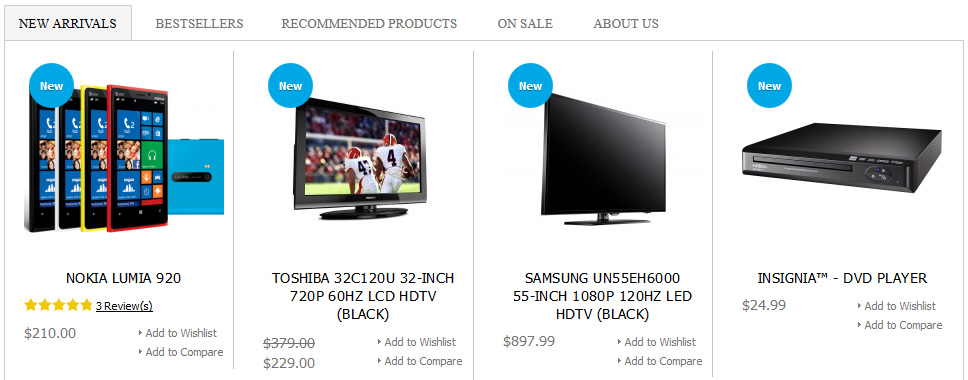 NEW ARRIVALS BESTSELLERS RECOMMENDED PRODUCTS ON SALE ABOUT US
New
NOKIA LUMIA 920
3 Review(s)
$210.00
Add to Wishlist
Add to Compare
New
4
TOSHIBA 32C120U 32-INCH
720P 60HZ LCD HDTV
(BLACK)
$379.00
$229.00
Add to Wishlist
Add to Compare
New
SAMSUNG UN55EH6000
55-INCH 1080P 120HZ LED
HDTV (BLACK)
$897.99
Add to Wishlist
Add to Compare
New
INSIGNIA™ - DVD PLAYER
$24.99
Add to Wishlist
Add to Compare